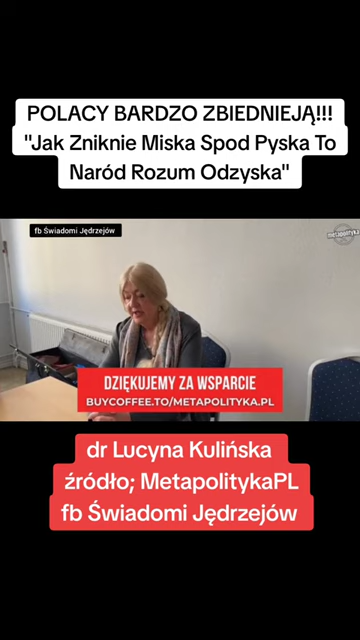 POLACY BARDZO ZBIEDNIEJĄ!!!
"Jak Zniknie Miska Spod Pyska To
Naród Rozum Odzyska"
fb Świadomi Jędrzejów
metapolityka
DZIĘKUJEMY ZA WSPARCIE
BUYCOFFEE.TO/METAPOLITYKA.PL
dr Lucyna Kulińska
źródło; MetapolitykaPL
fb Świadomi Jędrzejów